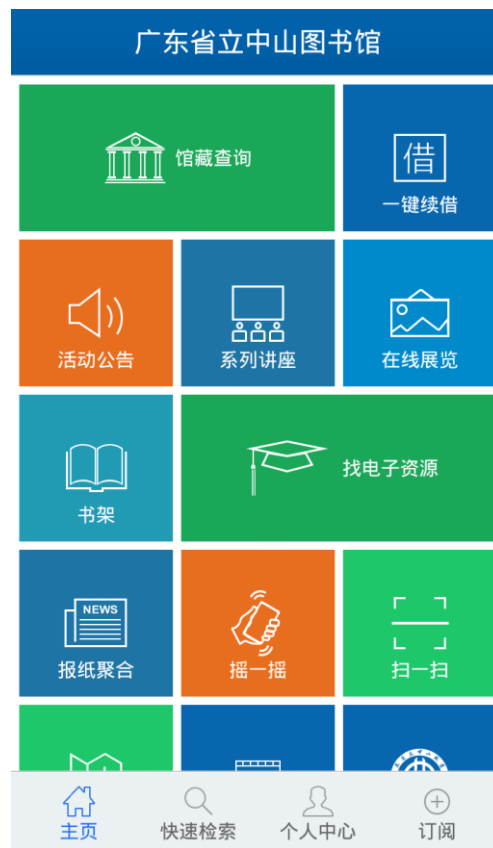 广东省立中山图书馆
馆藏查询
借
一键续借
活动公告
系列讲座
在线展览
书架
找电子资源
NEWS
报纸聚合
摇一摇
扫一扫
主页
快速检索
个人中心
订阅